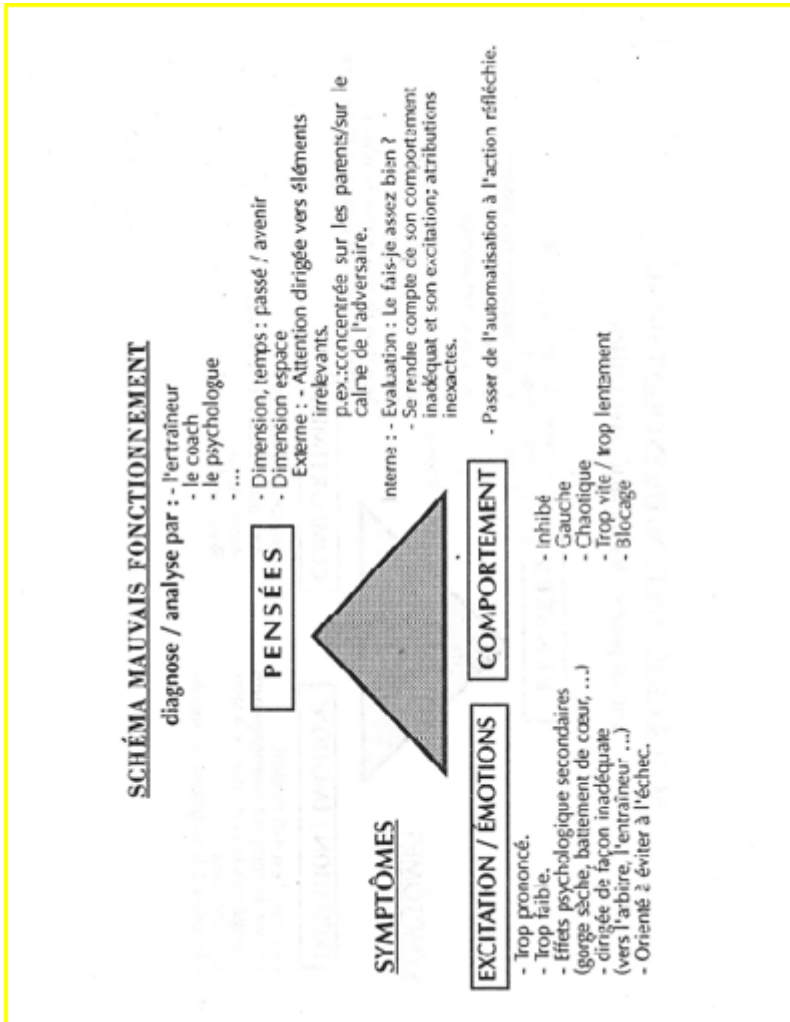 SCHÉMA MAUVAIS FONCTIONNEMENT
diagnose / analyse par : - l'entraîneur
- le coach
- le psychologue
- ...
PENSÉES
- Dimension, temps : passé / avenir
- Dimension espace
Externe : - Attention dirigée vers éléments
irrelevants.
p.ex.:concentrée sur les parents/sur le
calme de l'adversaire.
Interne : - Evaluation : Le fais-je assez bien ?
- Se rendre compte de son comportement
inadéquat et son excitation; atributions
inexactes.
SYMPTÔMES
EXCITATION / ÉMOTIONS
- Trop prononcé.
- Trop faible.
- Effets psychologique secondaires
(gorge sèche, battement de cœur, ...)
- dirigée de façon inadéquate
(vers l'arbitre, l'entraîneur ...)
- Orienté à éviter à l'échec.
COMPORTEMENT
- Passer de l'automatisation à l'action réfléchie.
- Inhibé
- Gauche
- Chaotique
- Trop vite / trop lentament
- Blocage